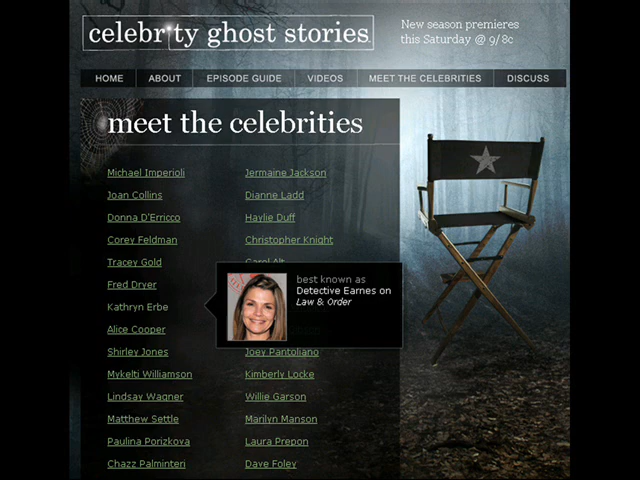 celebrity ghost stories
New season premieres
this Saturday @ 9/8c
HOME ABOUT EPISODE GUIDE VIDEOS MEET THE CELEBRITIES DISCUSS
meet the celebrities
Michael Imperioli Jermaine Jackson
Joan Collins Dianne Ladd
Donna D'Errico Haylie Duff
Corey Feldman Christopher Knight
Tracey Gold Carol Alt
Fred Dryer
best known as
Detective Earnes on
Law & Order
Kathryn Erbe
Alice Cooper
Shirley Jones Joey Pantoliano
Mykelti Williamson Kimberly Locke
Lindsay Wagner Willie Garson
Matthew Settle Marilyn Manson
Paulina Porizkova Laura Prepon
Chazz Palminteri Dave Foley